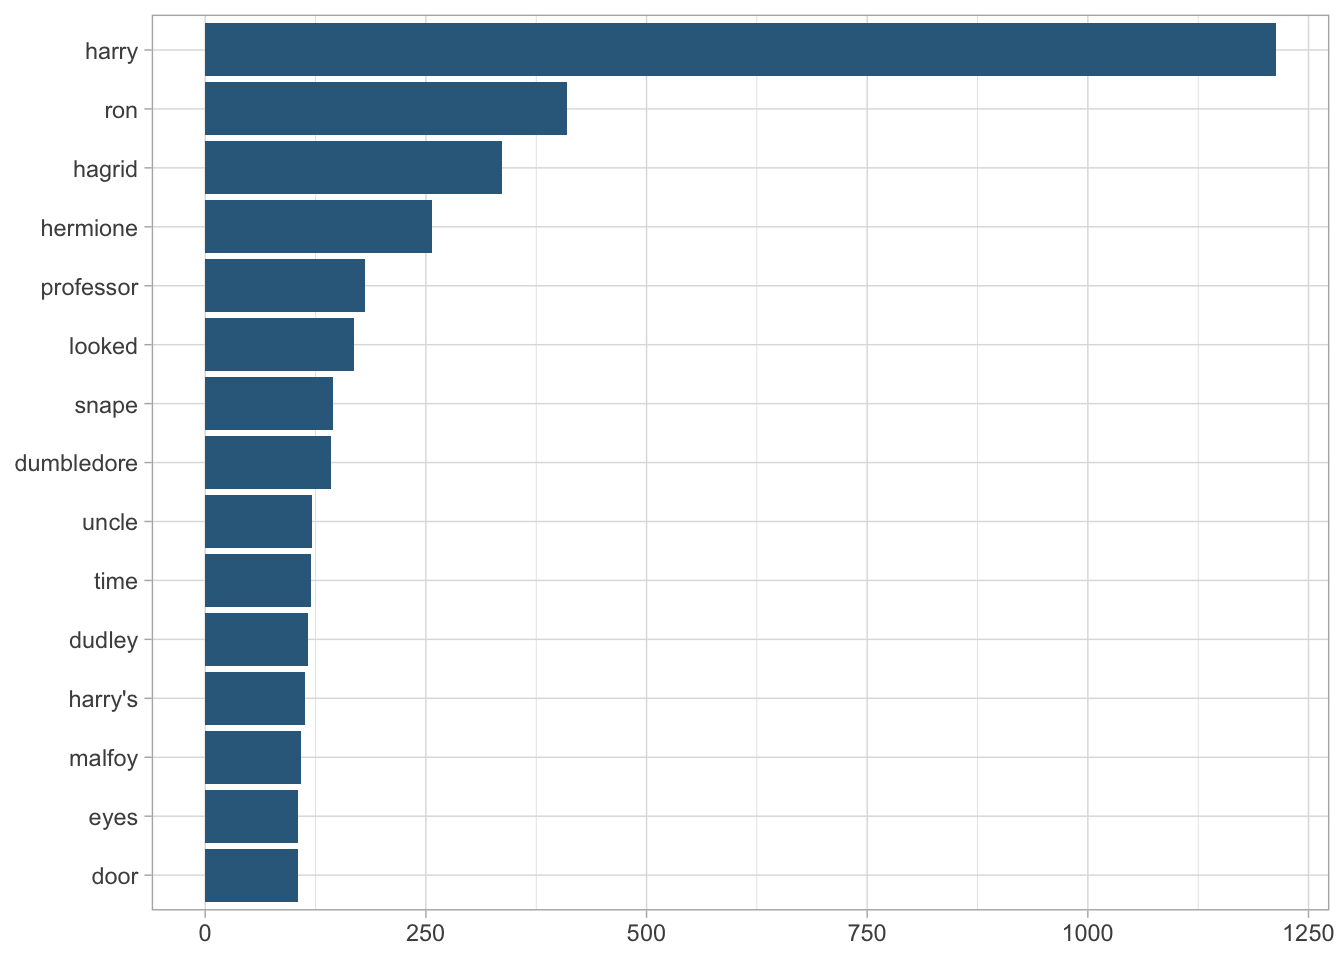 harry
ron
hagrid
hermione
professor
looked
snape
dumbledore
uncle
time
dudley
harry's
malfoy
eyes
door
0 250 500 750 1000 1250